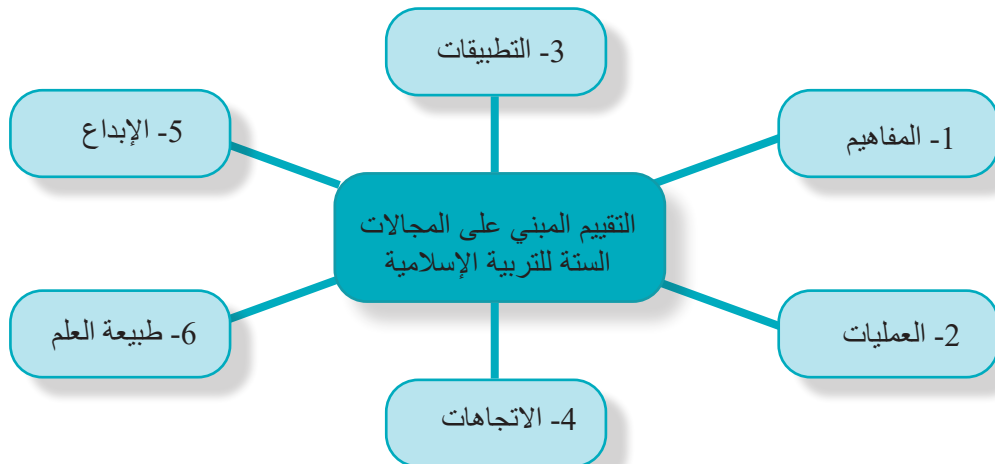 3- التطبيقات
1- المفاهيم
5- الإبداع
التقييم المبني على المجالات
الستة للتربية الإسلامية
2- العمليات
6- طبيعة العلم
4- الاتجاهات